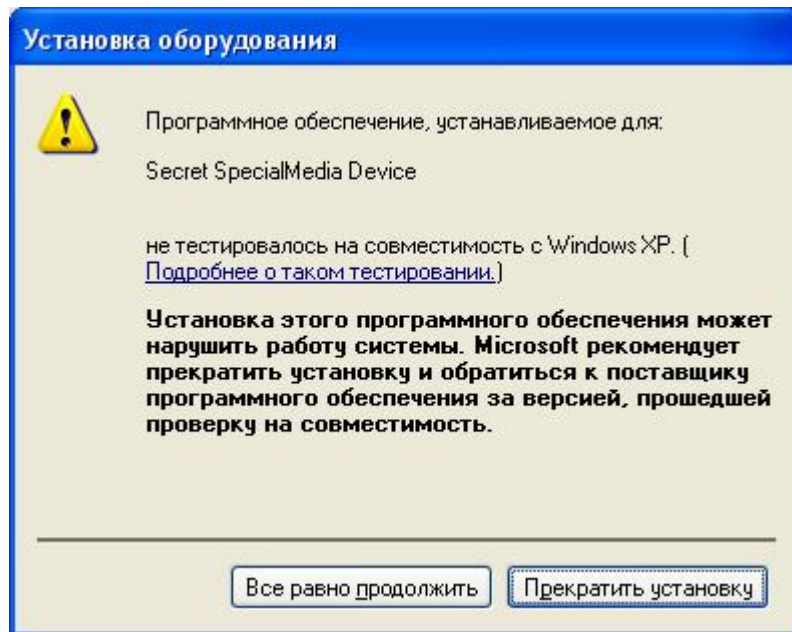 Установка оборудования
Программное обеспечение, устанавливаемое для:
Secret SpecialMedia Device
не тестировалось на совместимость с Windows XP. (
Подробнее о таком тестировании.)
Установка этого программного обеспечения может
нарушить работу системы. Microsoft рекомендует
прекратить установку и обратиться к поставщику
программного обеспечения за версией, прошедшей
проверку на совместимость.
Все равно продолжить
Прекратить установку